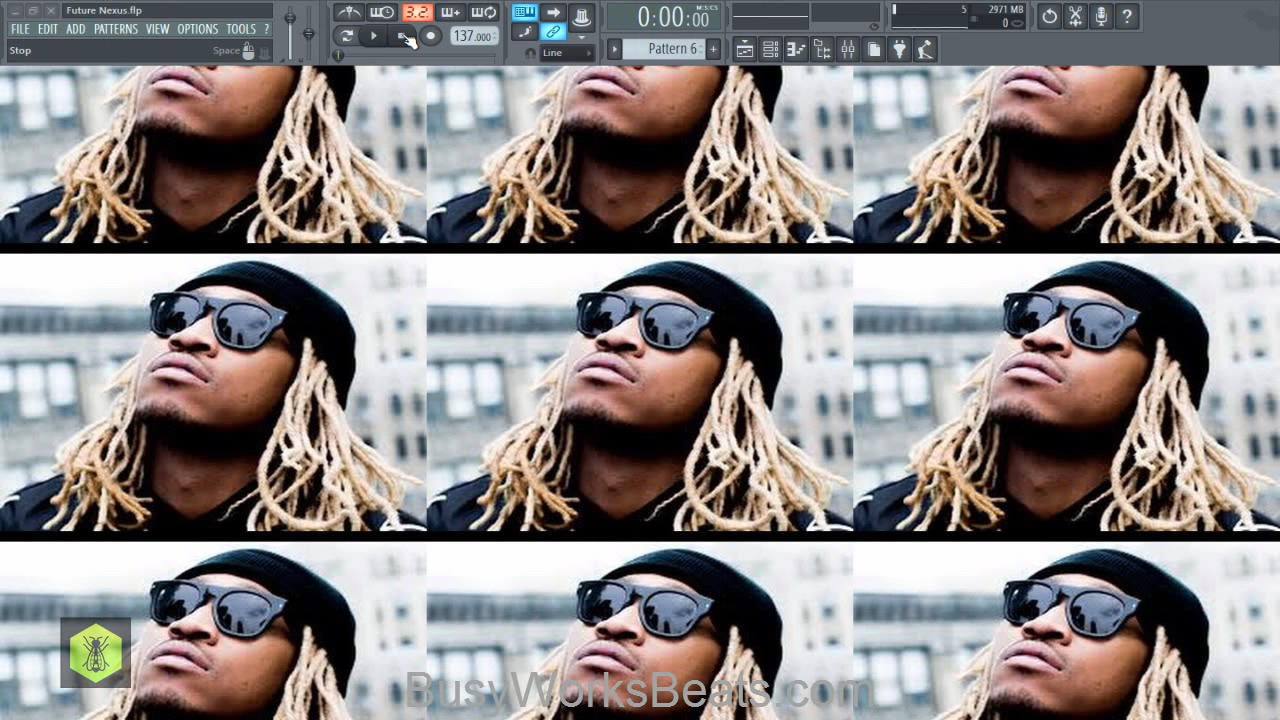 Future Nexus.flp
FILE EDIT ADD PATTERNS VIEW OPTIONS TOOLS ?
Stop
Space
3.2.
137.000
Line
0:00:00
M:S:CS
Pattern 6
5
2971 MB
0
?
BusyWorksBeats.com